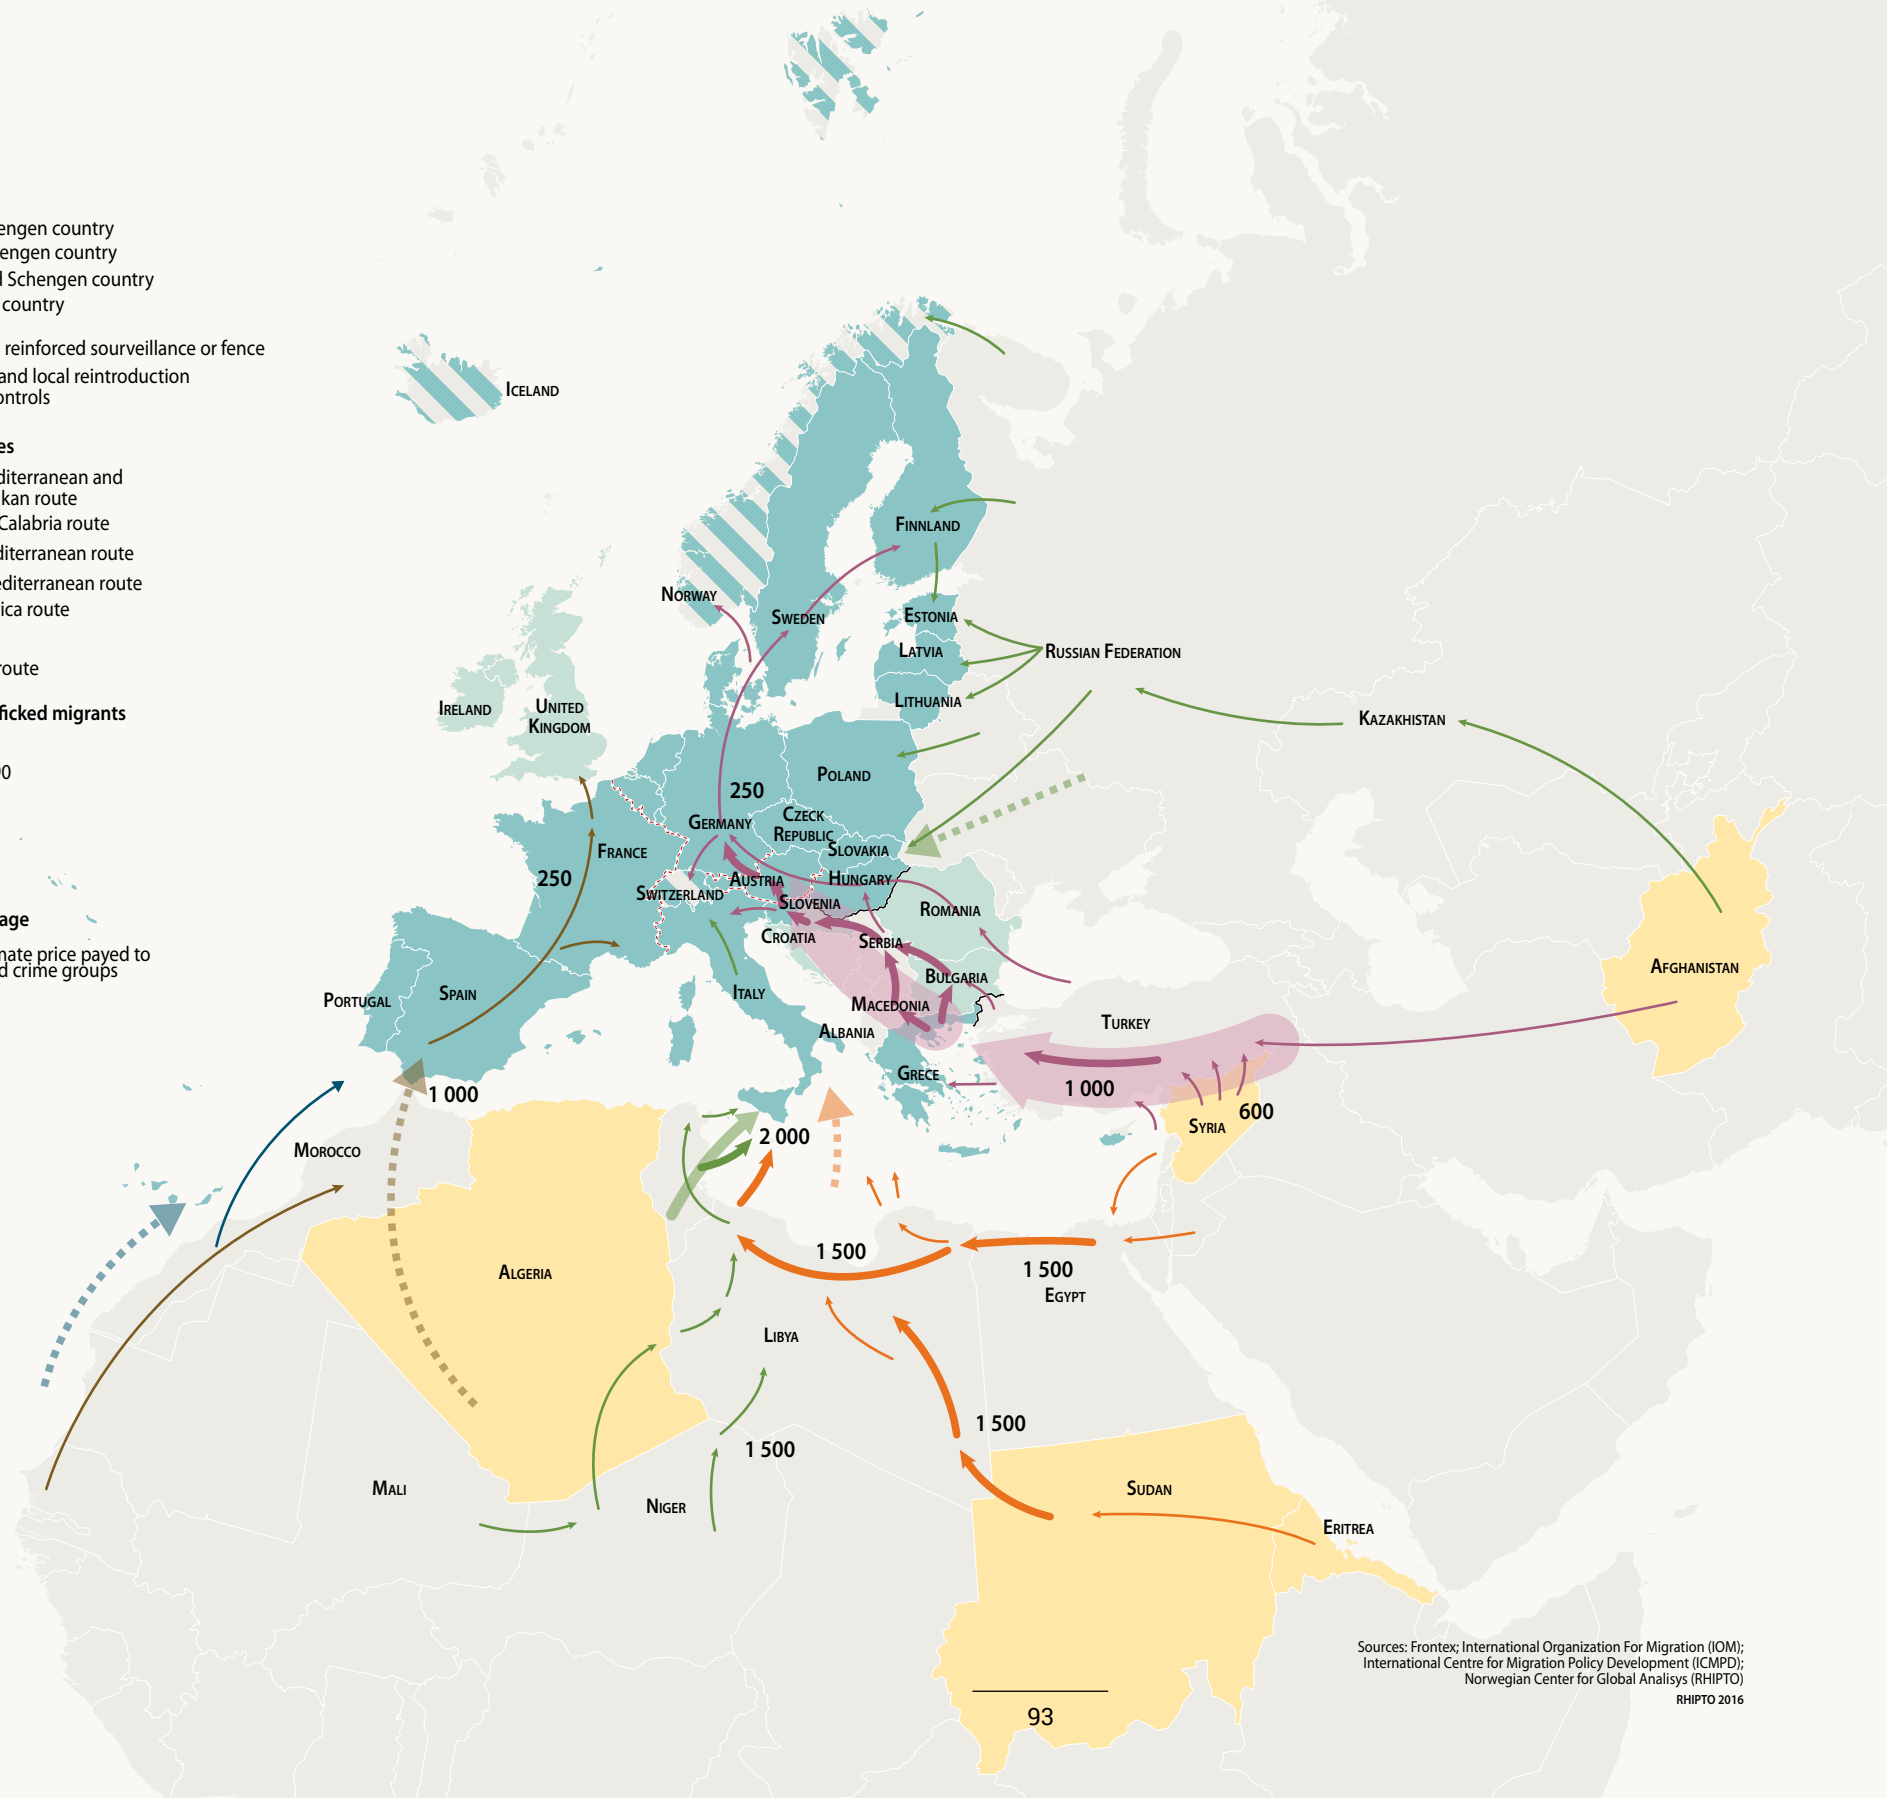 engen country
engen country
Schengen country
country
reinforced sourveillance or fence
and local reintroduction
ontrols
es
diterranean and
kan route
Calabria route
diterranean route
editerranean route
ica route
route
ficked migrants
0
age
mate price payed to
d crime groups
ICELAND
FINNLAND
NORWAY
SWEDEN
ESTONIA
LATVIA
RUSSIAN FEDERATION
LITHUANIA
IRELAND
UNITED
KINGDOM
KAZAKHSTAN
POLAND
250
CZECK
REPUBLIC
GERMANY
SLOVAKIA
FRANCE
250
AUSTRIA
HUNGARY
SWITZERLAND
SLOVENIA
ROMANIA
CROATIA
SERBIA
AFGHANISTAN
BULGARIA
PORTUGAL
SPAIN
ITALY
MACEDONIA
ALBANIA
TURKEY
GRECE
1 000
1 000
600
SYRIA
2 000
MOROCCO
1 500
1 500
EGYPT
ALGERIA
LIBYA
1 500
1 500
MALI
NIGER
SUDAN
ERITREA
Sources: Frontex; International Organization For Migration (IOM);
International Centre for Migration Policy Development (ICMPD);
Norwegian Center for Global Analisys (RHIPTO)
RHIPTO 2016
93